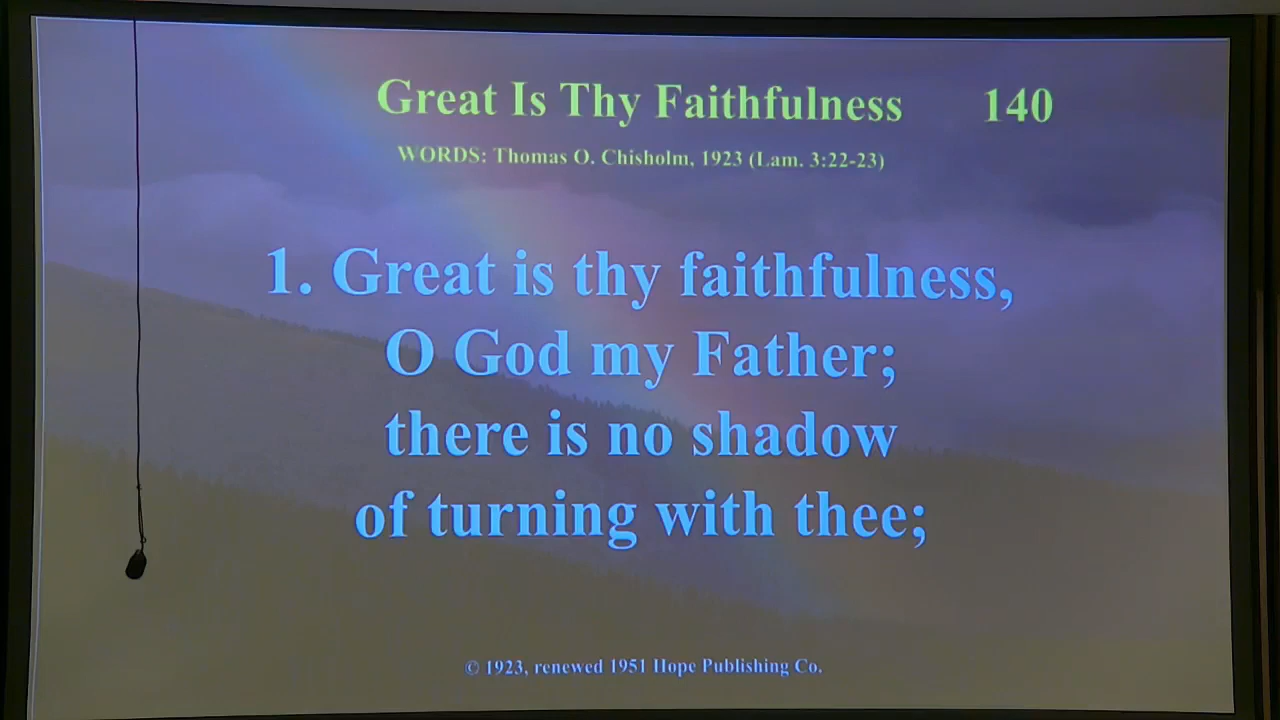 Great Is Thy Faithfulness 140
WORDS: Thomas O. Chisholm, 1923 (Lam. 3:22-23)
1. Great is thy faithfulness,
O God my Father;
there is no shadow
of turning with thee;
© 1923, renewed 1951 Hope Publishing Co.